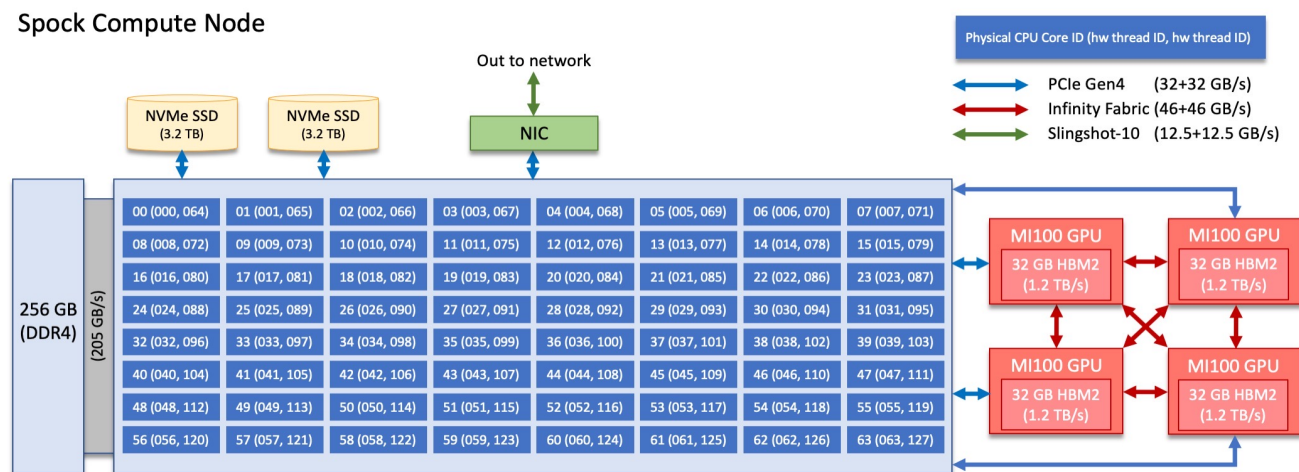 Spock Compute Node
Physical CPU Core ID (hw thread ID, hw thread ID)
Out to network
PCIe Gen4 (32+32 GB/s)
Infinity Fabric (46+46 GB/s)
Slingshot-10 (12.5+12.5 GB/s)
NVMe SSD
(3.2 TB)
NVMe SSD
(3.2 TB)
NIC
256 GB
(DDR4)
(205 GB/s)
00 (000, 064) 01 (001, 065) 02 (002, 066) 03 (003, 067) 04 (004, 068) 05 (005, 069) 06 (006, 070) 07 (007, 071)
08 (008, 072) 09 (009, 073) 10 (010, 074) 11 (011, 075) 12 (012, 076) 13 (013, 077) 14 (014, 078) 15 (015, 079)
16 (016, 080) 17 (017, 081) 18 (018, 082) 19 (019, 083) 20 (020, 084) 21 (021, 085) 22 (022, 086) 23 (023, 087)
24 (024, 088) 25 (025, 089) 26 (026, 090) 27 (027, 091) 28 (028, 092) 29 (029, 093) 30 (030, 094) 31 (031, 095)
32 (032, 096) 33 (033, 097) 34 (034, 098) 35 (035, 099) 36 (036, 100) 37 (037, 101) 38 (038, 102) 39 (039, 103)
40 (040, 104) 41 (041, 105) 42 (042, 106) 43 (043, 107) 44 (044, 108) 45 (045, 109) 46 (046, 110) 47 (047, 111)
48 (048, 112) 49 (049, 113) 50 (050, 114) 51 (051, 115) 52 (052, 116) 53 (053, 117) 54 (054, 118) 55 (055, 119)
56 (056, 120) 57 (057, 121) 58 (058, 122) 59 (059, 123) 60 (060, 124) 61 (061, 125) 62 (062, 126) 63 (063, 127)
MI100 GPU
32 GB HBM2
(1.2 TB/s)
MI100 GPU
32 GB HBM2
(1.2 TB/s)
MI100 GPU
32 GB HBM2
(1.2 TB/s)
MI100 GPU
32 GB HBM2
(1.2 TB/s)